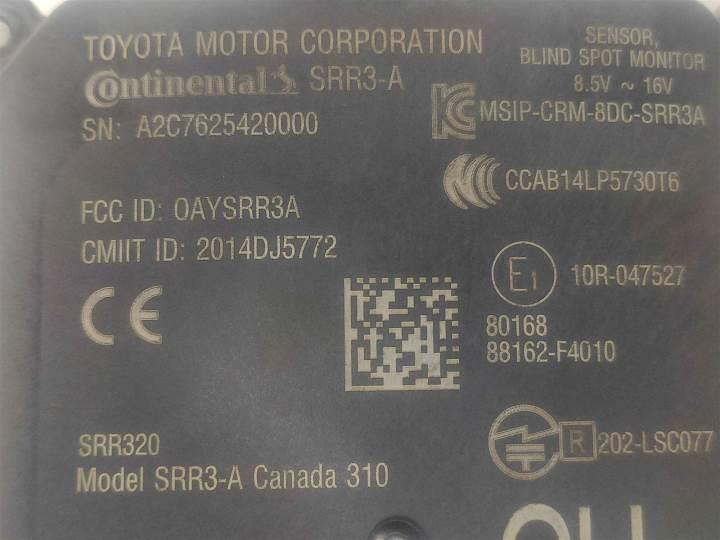 TOYOTA MOTOR CORPORATION
Continental SRR3-A
SN: A2C7625420000
SENSOR,
BLIND SPOT MONITOR
8.5V ~ 16V
MSIP-CRM-8DC-SRR3A
CCAB14LP5730T6
FCC ID: OAYSRR3A
CMIIT ID: 2014DJ5772
CE
E1
10R-047527
80168
88162-F4010
SRR320
Model SRR3-A Canada 310
R 202-LSC077